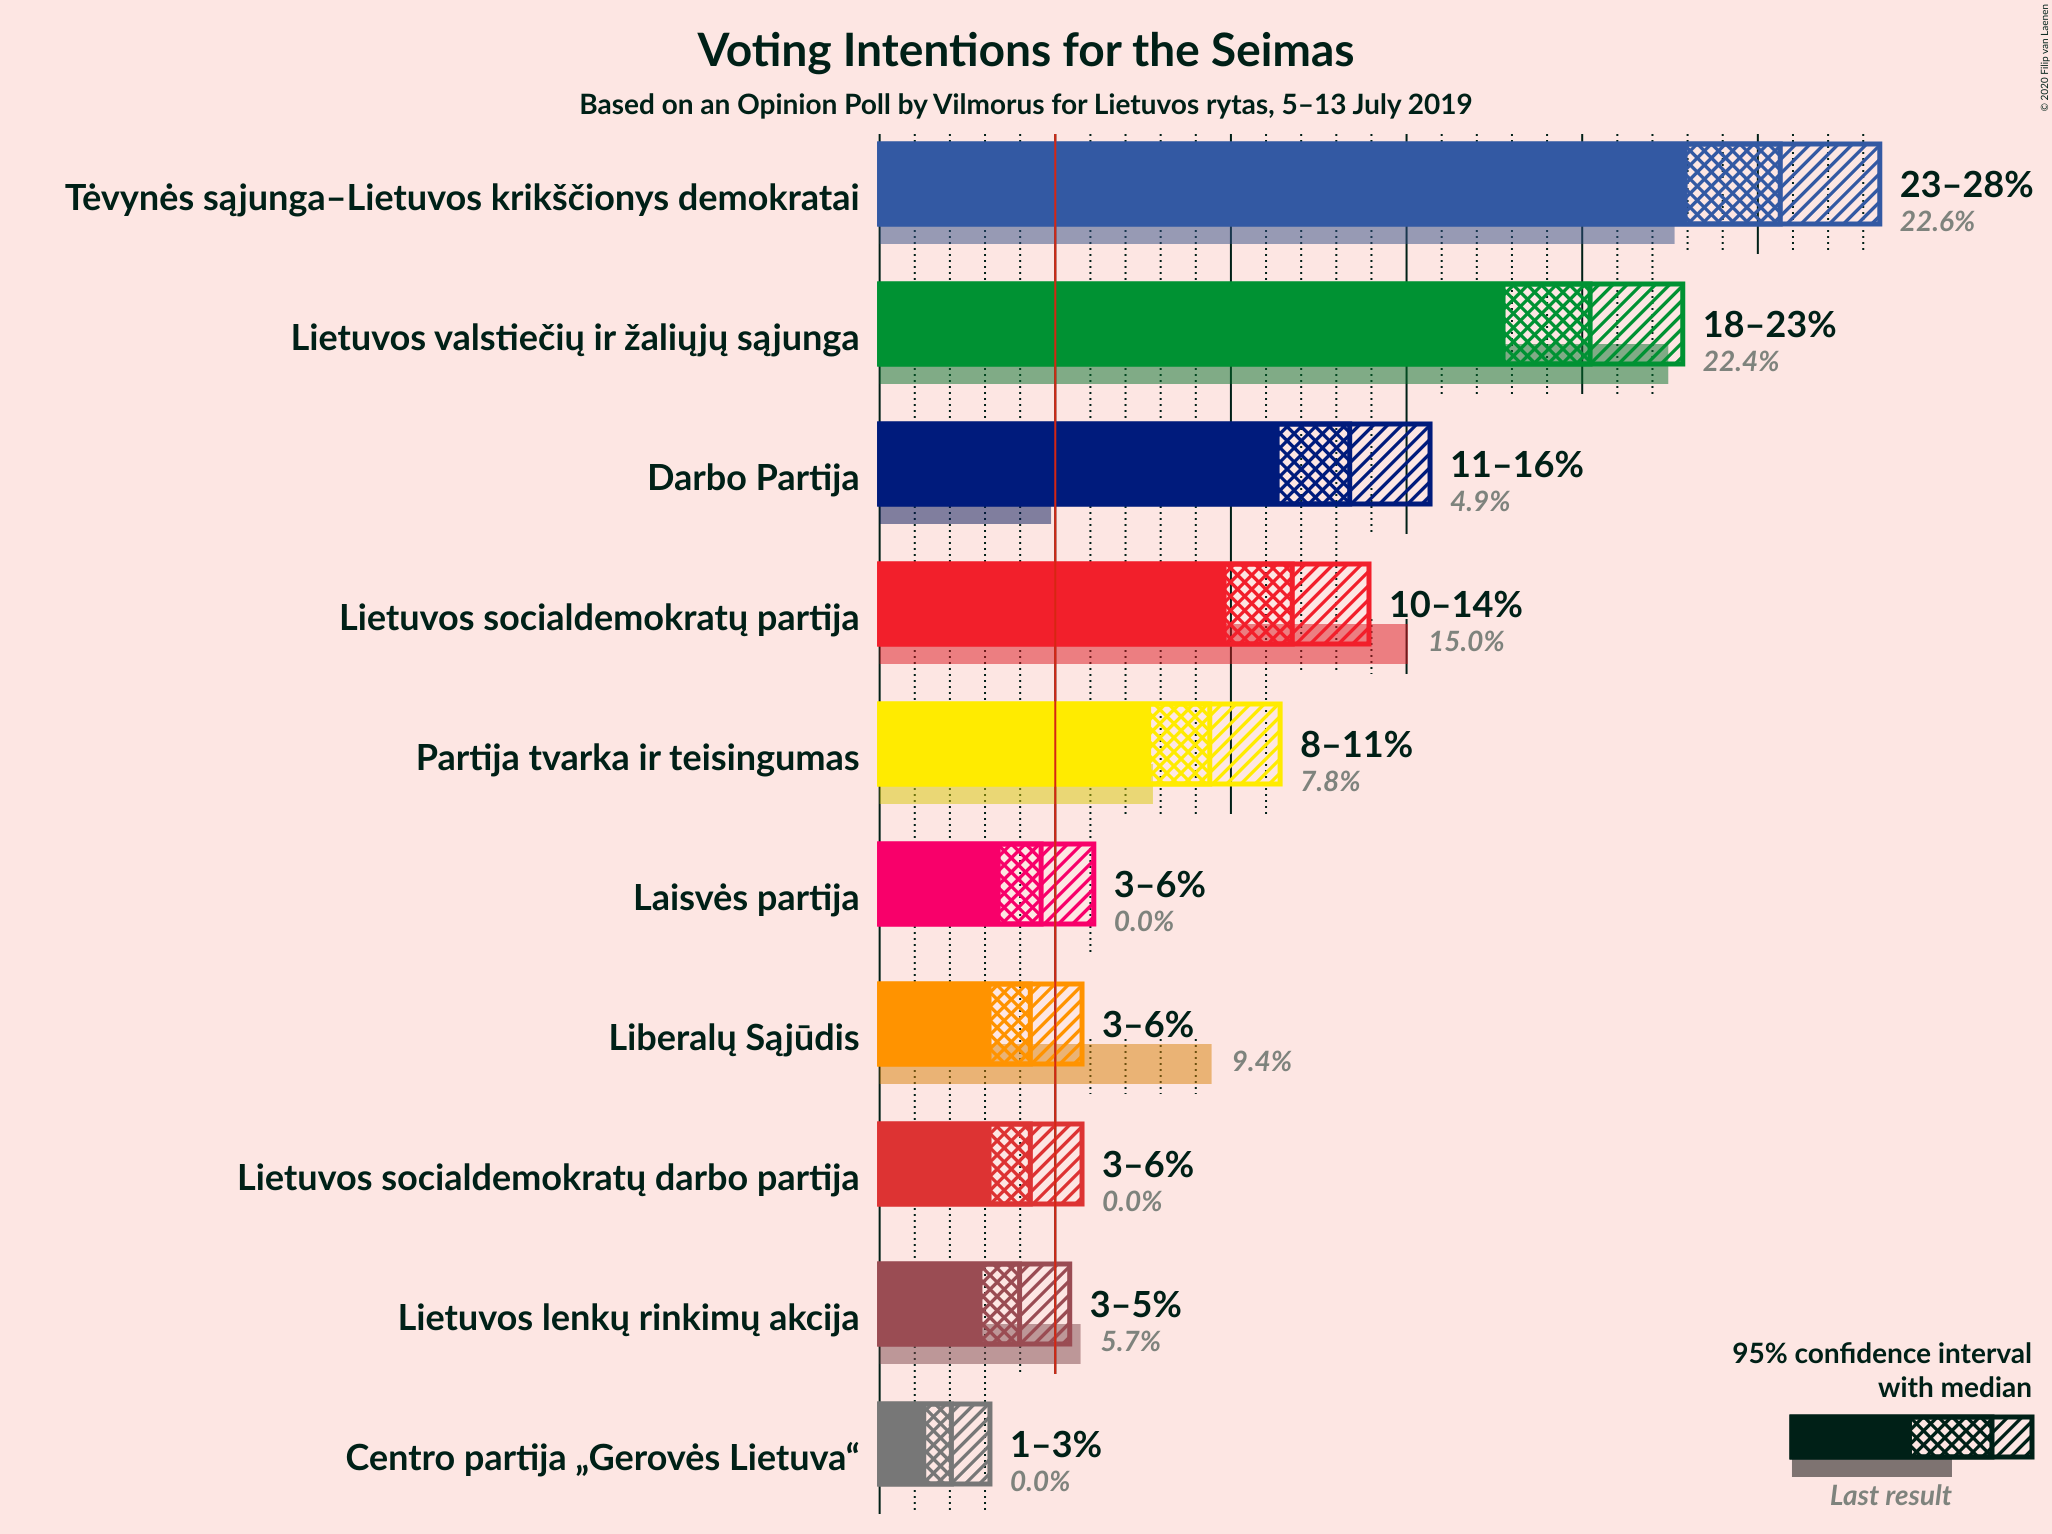 Voting Intentions for the Seimas
Based on an Opinion Poll by Vilmorus for Lietuvos rytas, 5–13 July 2019
© 2020 Filip van Laenen
Tėvynės sąjunga–Lietuvos krikščionys demokratai
23–28%
22.6%
Lietuvos valstiečių ir žaliųjų sąjunga
18–23%
22.4%
Darbo Partija
11–16%
4.9%
Lietuvos socialdemokratų partija
10–14%
15.0%
Partija tvarka ir teisingumas
8–11%
7.8%
Laisvės partija
3–6%
0.0%
Liberalų Sąjūdis
3–6%
9.4%
Lietuvos socialdemokratų darbo partija
3–6%
0.0%
Lietuvos lenkų rinkimų akcija
3–5%
5.7%
Centro partija „Gerovės Lietuva“
1–3%
0.0%
95% confidence interval
with median
Last result